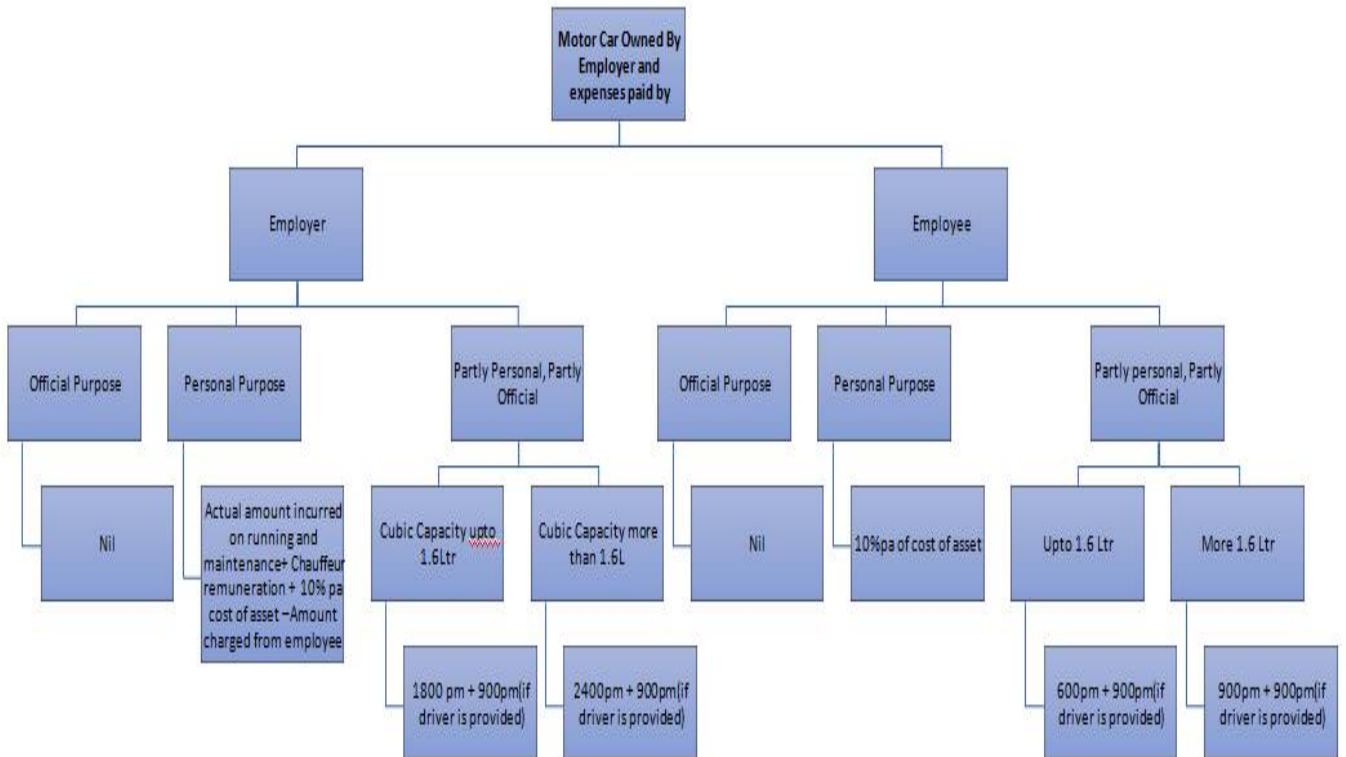 Motor Car Owned By
Employer and
expenses paid by
Employer
Employee
Official Purpose
Personal Purpose
Partly Personal, Partly
Official
Official Purpose
Personal Purpose
Partly personal, Partly
Official
Nil
Actual amount incurred
on running and
maintenance+ Chauffeur
remuneration + 10% pa
cost of asset –Amount
charged from employee
Cubic Capacity upto
1.6Ltr
Cubic Capacity more
than 1.6L
Nil
10%pa of cost of asset
Upto 1.6 Ltr
More 1.6 Ltr
1800 pm + 900pm(if
driver is provided)
2400pm + 900pm(if
driver is provided)
600pm + 900pm(if
driver is provided)
900pm + 900pm(if
driver is provided)